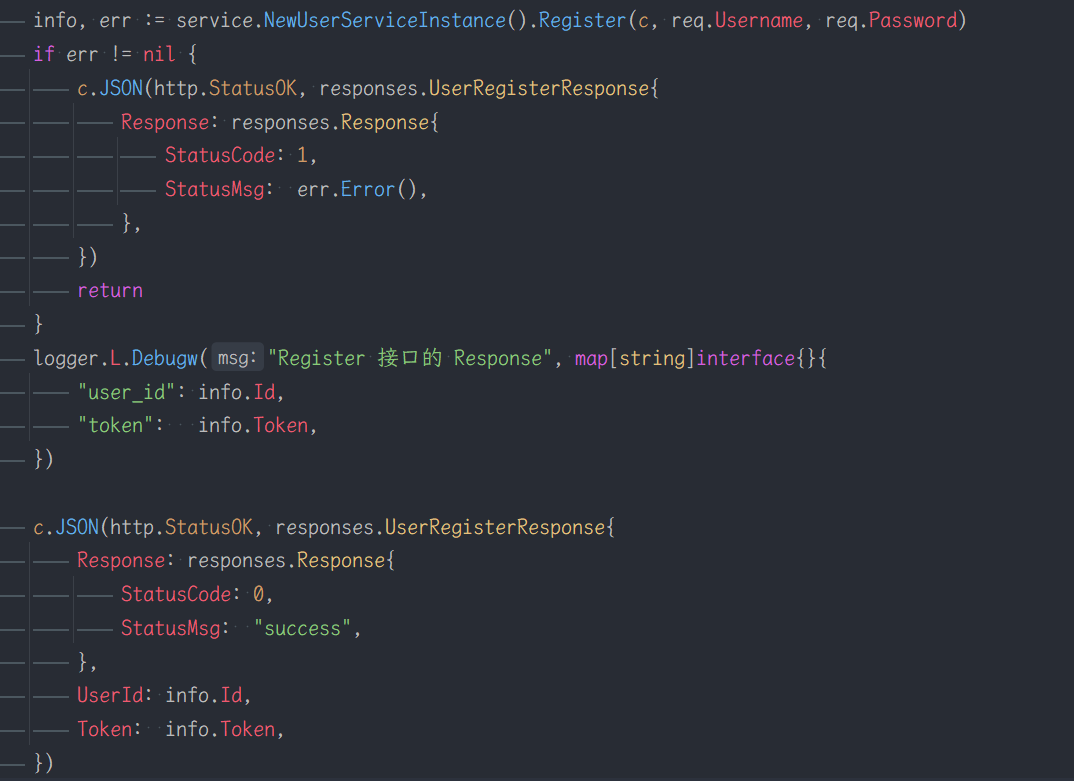 info, err := service.NewUserServiceInstance().Register(c, req.Username, req.Password)
if err != nil {
c.JSON(http.StatusOK, responses.UserRegisterResponse{
Response: responses.Response{
StatusCode: 1,
StatusMsg:  err.Error(),
},
})
return
}
logger.L.Debugw( msg: "Register 接口的 Response", map[string]interface{}{
"user_id": info.Id,
"token":   info.Token,
})

c.JSON(http.StatusOK, responses.UserRegisterResponse{
Response: responses.Response{
StatusCode: 0,
StatusMsg:  "success",
},
UserId: info.Id,
Token:  info.Token,
})